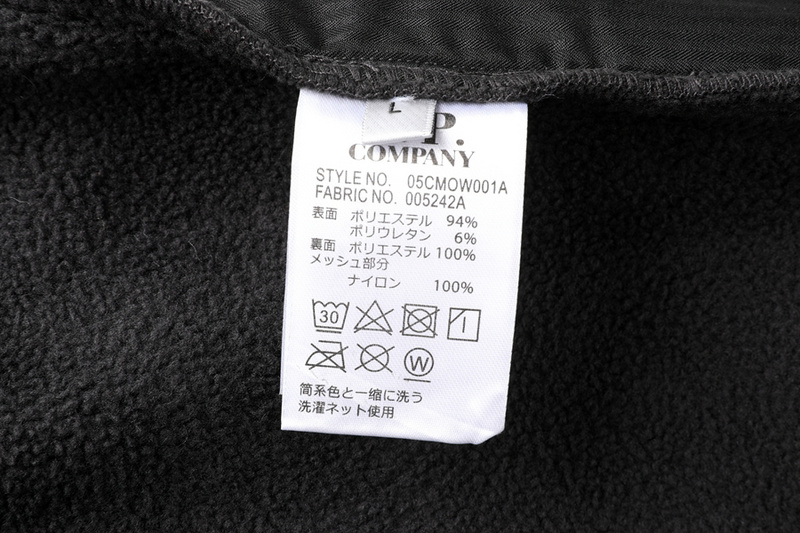 L
P.
COMPANY
STYLE NO. 05CMOW001A
FABRIC NO. 005242A
表面 ポリエステル 94%
ポリウレタン 6%
裏面 ポリエステル 100%
メッシュ部分
ナイロン 100%
30
W
简系色と一缩に洗う
洗濯ネット使用